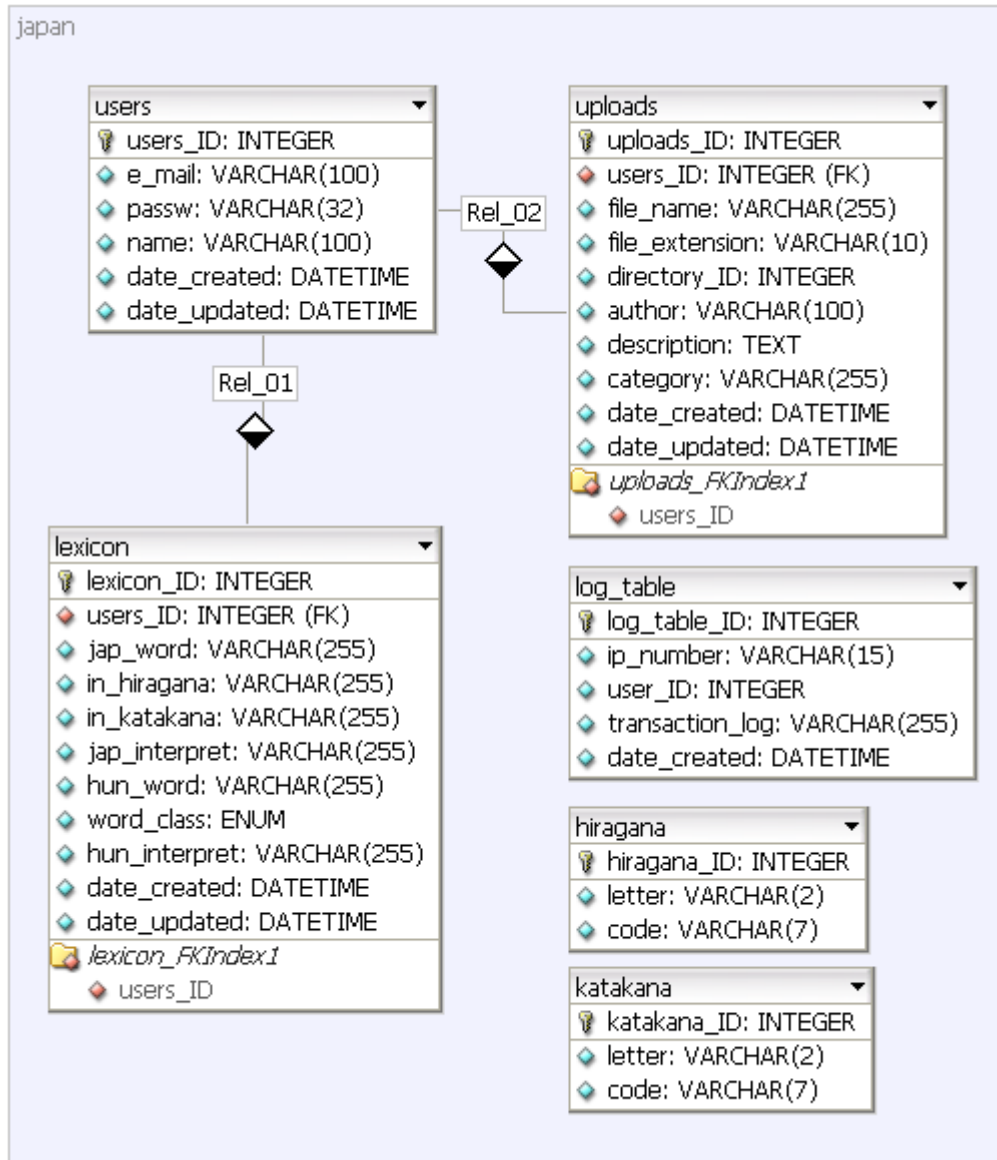 japan
users
users_ID: INTEGER
e_mail: VARCHAR(100)
passw: VARCHAR(32)
name: VARCHAR(100)
date_created: DATETIME
date_updated: DATETIME
Rel_02
Rel_01
uploads
uploads_ID: INTEGER
users_ID: INTEGER (FK)
file_name: VARCHAR(255)
file_extension: VARCHAR(10)
directory_ID: INTEGER
author: VARCHAR(100)
description: TEXT
category: VARCHAR(255)
date_created: DATETIME
date_updated: DATETIME
uploads_FKIndex1
users_ID
lexicon
lexicon_ID: INTEGER
users_ID: INTEGER (FK)
jap_word: VARCHAR(255)
in_hiragana: VARCHAR(255)
in_katakana: VARCHAR(255)
jap_interpret: VARCHAR(255)
hun_word: VARCHAR(255)
word_class: ENUM
hun_interpret: VARCHAR(255)
date_created: DATETIME
date_updated: DATETIME
lexicon_FKIndex1
users_ID
log_table
log_table_ID: INTEGER
ip_number: VARCHAR(15)
user_ID: INTEGER
transaction_log: VARCHAR(255)
date_created: DATETIME
hiragana
hiragana_ID: INTEGER
letter: VARCHAR(2)
code: VARCHAR(7)
katakana
katakana_ID: INTEGER
letter: VARCHAR(2)
code: VARCHAR(7)